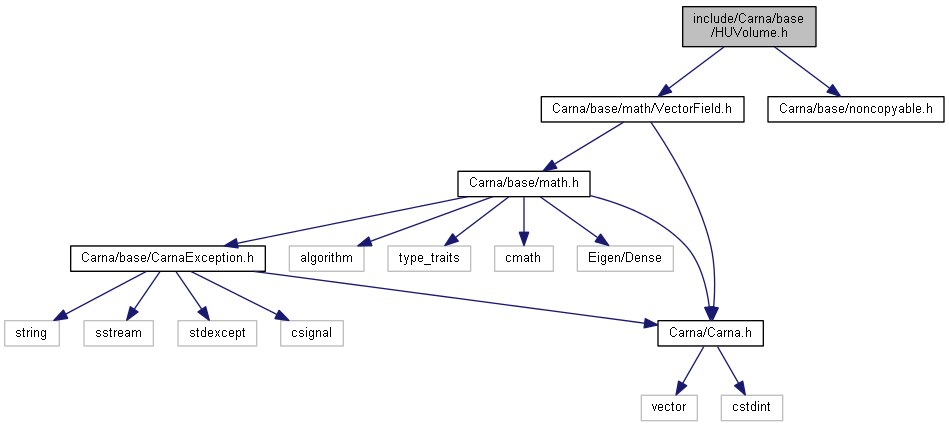 include/Carna/base
/HUVolume.h
Carna/base/math/VectorField.h
Carna/base/noncopyable.h
Carna/base/math.h
Carna/base/CarnaException.h
algorithm
type_traits
cmath
Eigen/Dense
string
sstream
stdexcept
csignal
Carna/Carna.h
vector
cstdint